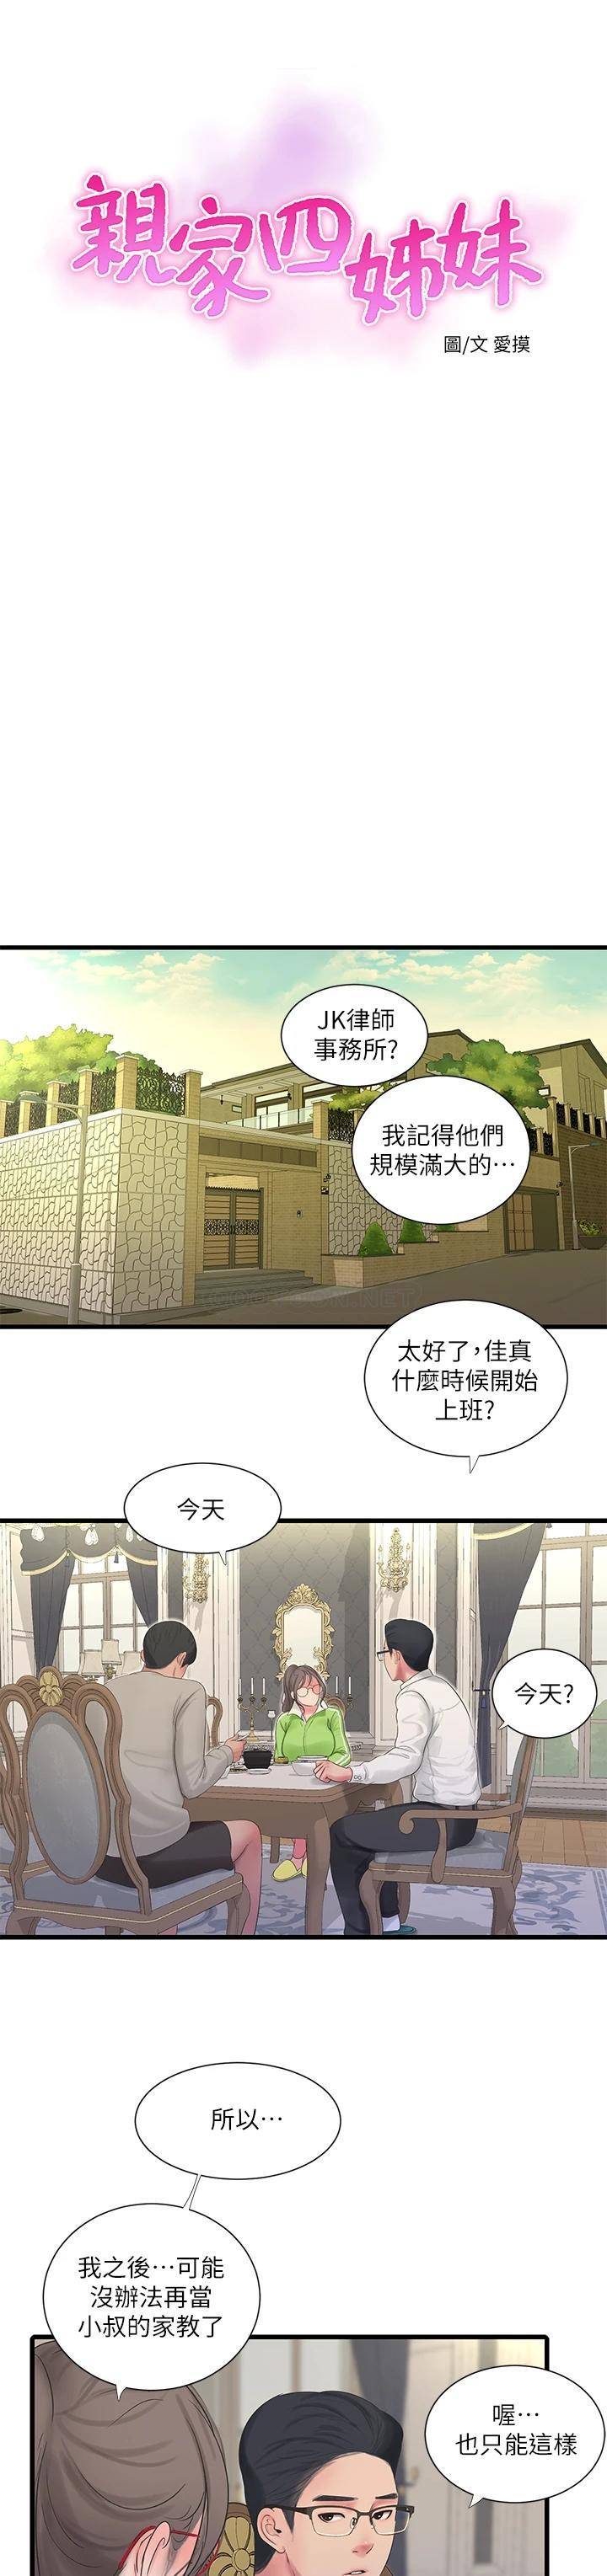 親家四姊妹
圖/文 愛摸
JK律師
事務所?
我記得他們
規模滿大的…
太好了,佳真
什麼時候開始
上班?
今天
今天?
所以…
我之後…可能
沒辦法再當
小叔的家教了
喔…
也只能這樣